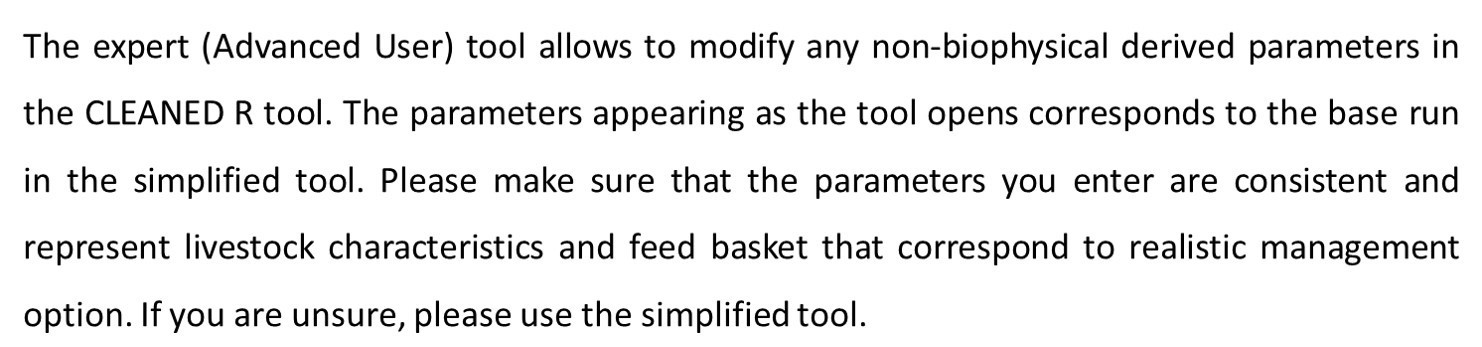 The expert (Advanced User) tool allows to modify any non-biophysical derived parameters in
the CLEANED R tool. The parameters appearing as the tool opens corresponds to the base run
in the simplified tool. Please make sure that the parameters you enter are consistent and
represent livestock characteristics and feed basket that correspond to realistic management
option. If you are unsure, please use the simplified tool.